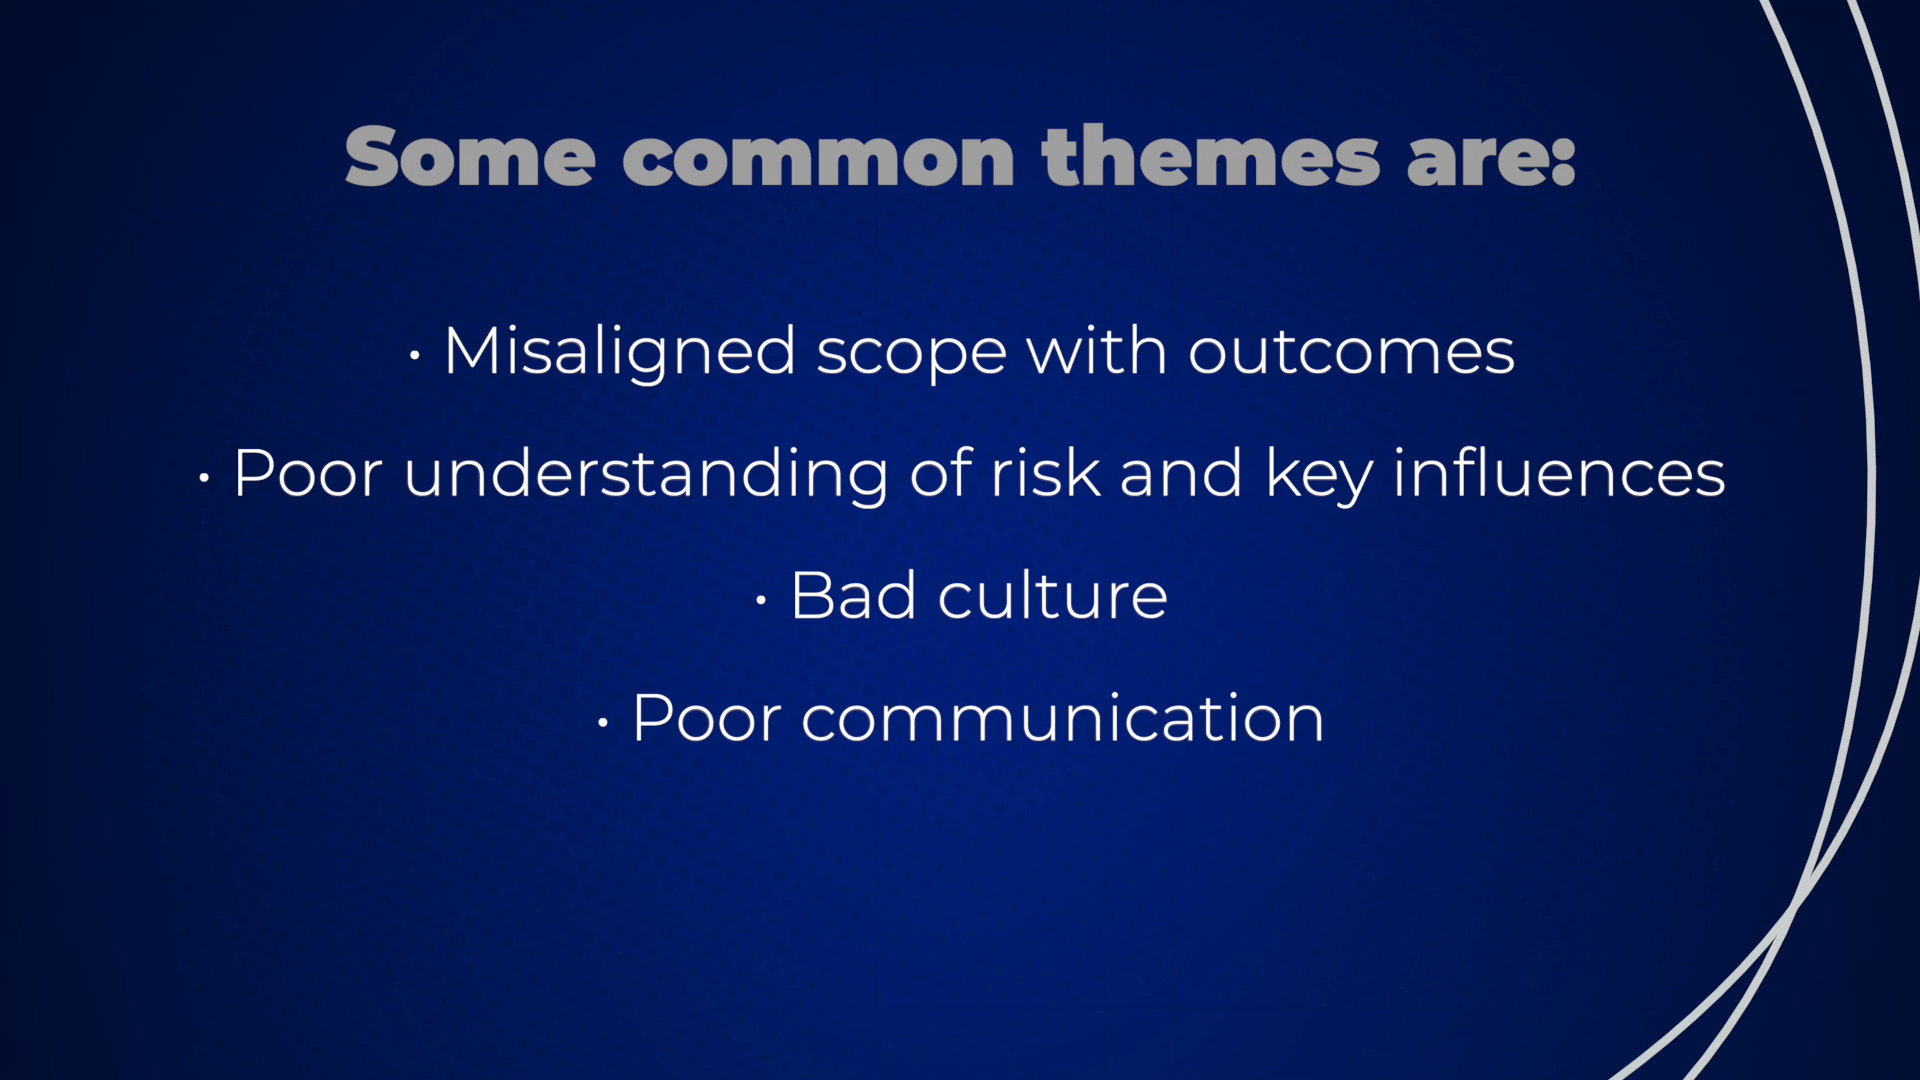 Some common themes are:
• Misaligned scope with outcomes
• Poor understanding of risk and key influences
• Bad culture
• Poor communication